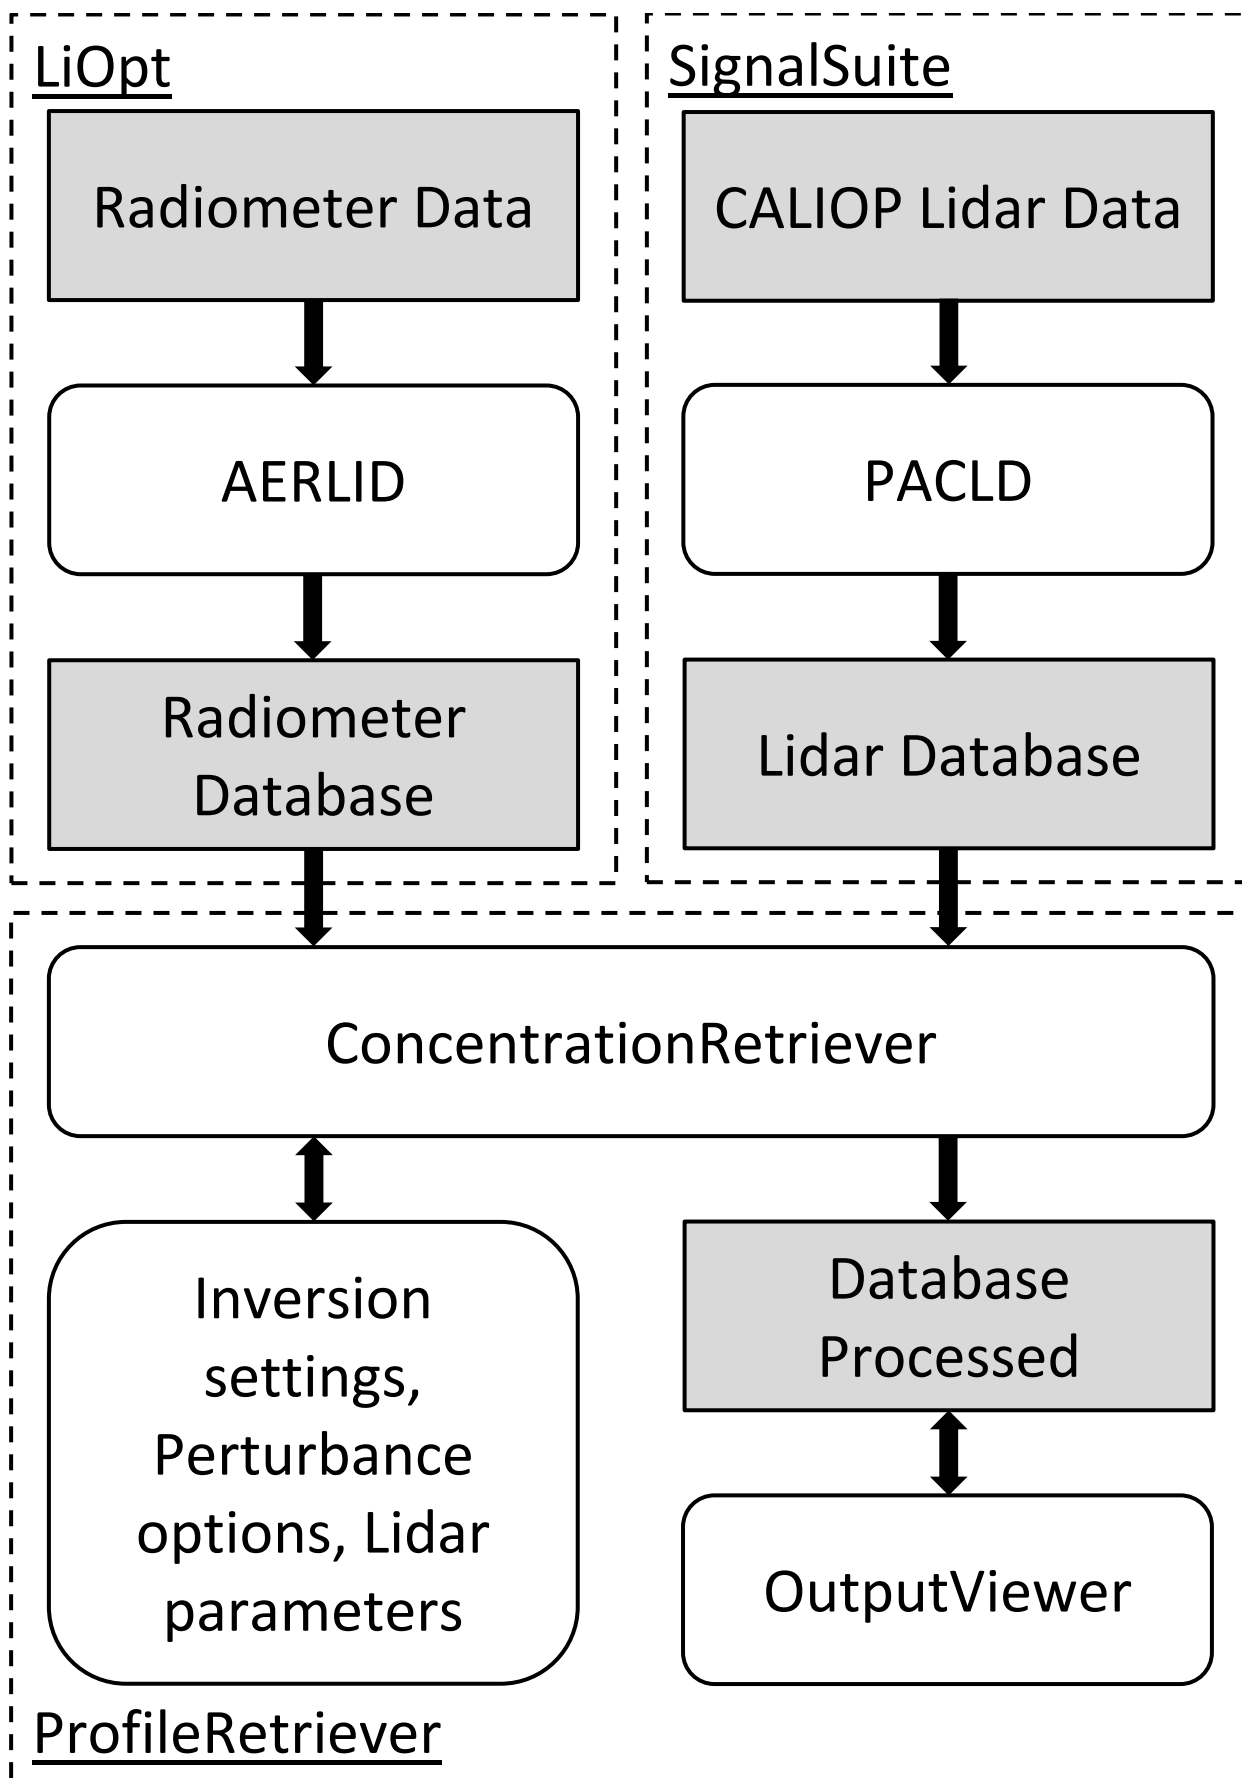 LiOpt
Radiometer Data
AERLID
Radiometer
Database
SignalSuite
CALIOP Lidar Data
PACLD
Lidar Database
ConcentrationRetriever
Inversion
settings,
Perturbance
options, Lidar
parameters
Database
Processed
OutputViewer
ProfileRetriever